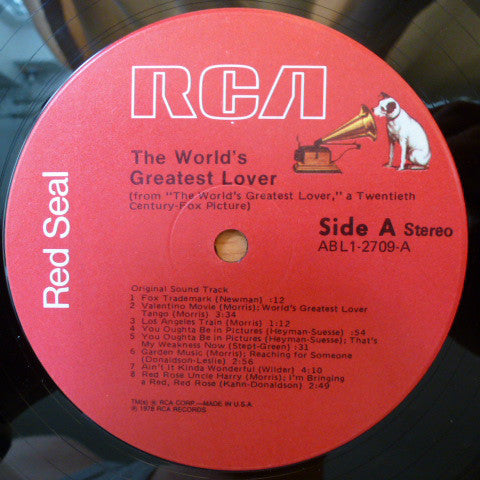 RCA
The World's
Greatest Lover
(from "The World's Greatest Lover," a Twentieth
Century-Fox Picture)
Side A Stereo
ABL1-2709-A
Red Seal
Original Sound Track
1 Fox Trademark (Newman) :12
2 Valentino Movie (Morris); World's Greatest Lover
Tango (Morris) 3:34
3 Los Angeles Train (Morris) 1:12
4 You Oughta Be in Pictures (Heyman-Suesse) :54
5 You Oughta Be in Pictures (Heyman-Suesse); That's
My Weakness Now (Stept-Green) :31
6 Garden Music (Morris); Reaching for Someone
(Donaldson-Leslie) 2:56
7 Ain't It Kinda Wonderful (Wilder) 4:10
8 Red Rose Uncle Harry (Morris); I'm Bringing
a Red, Red Rose (Kahn-Donaldson) 2:49
TM(s) ® RCA CORP.—MADE IN U.S.A.
℗ 1978 RCA RECORDS